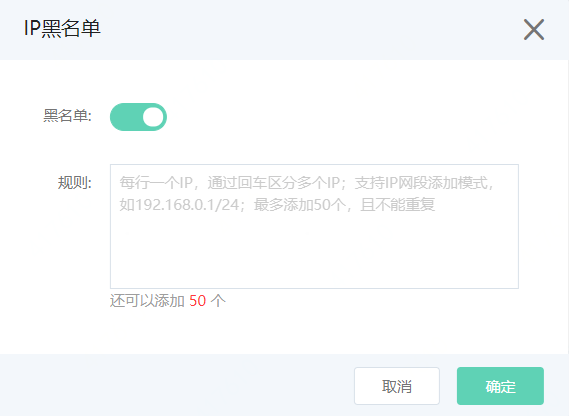 IP黑名单
黑名单:
规则:
每行一个IP，通过回车区分多个IP；支持IP网段添加模式，
如192.168.0.1/24；最多添加50个，且不能重复
还可以添加 50 个
取消
确定